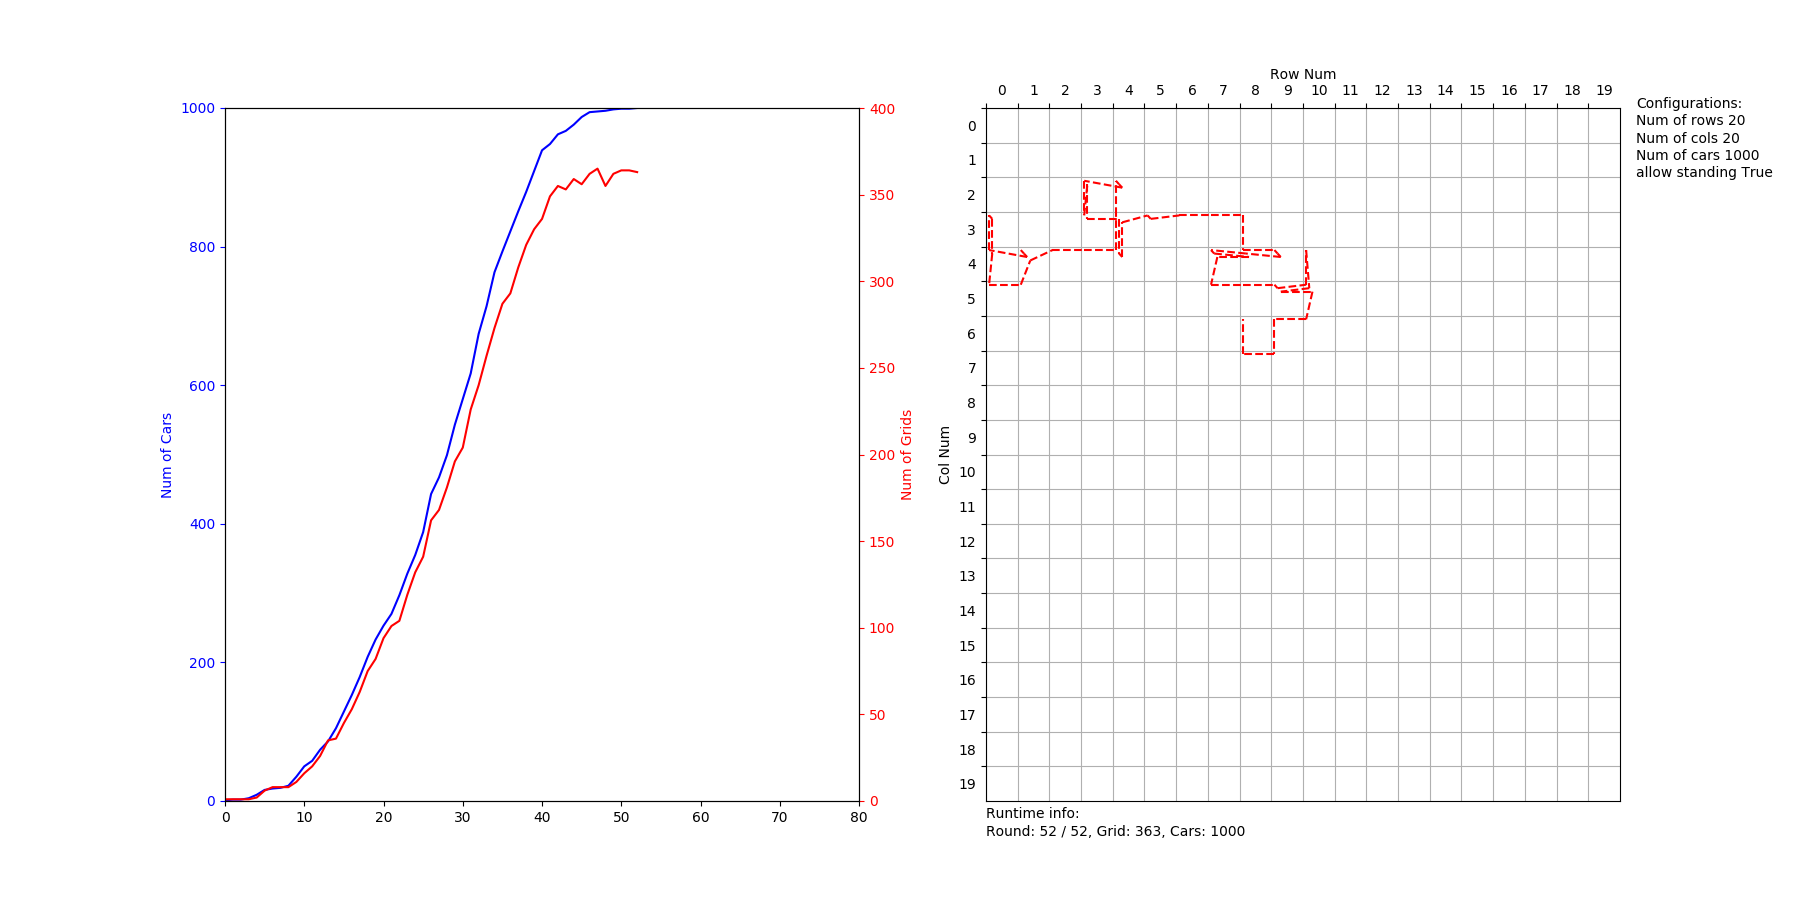 Row Num
0 1 2 3 4 5 6 7 8 9 10 11 12 13 14 15 16 17 18 19
Configurations:
Num of rows 20
Num of cols 20
Num of cars 1000
allow standing True
1000
800
600
400
200
0
Num of Cars
0 10 20 30 40 50 60 70 80
400
350
300
250
200
150
100
50
0
Num of Grids
Col Num
0
1
2
3
4
5
6
7
8
9
10
11
12
13
14
15
16
17
18
19
Runtime info:
Round: 52 / 52, Grid: 363, Cars: 1000